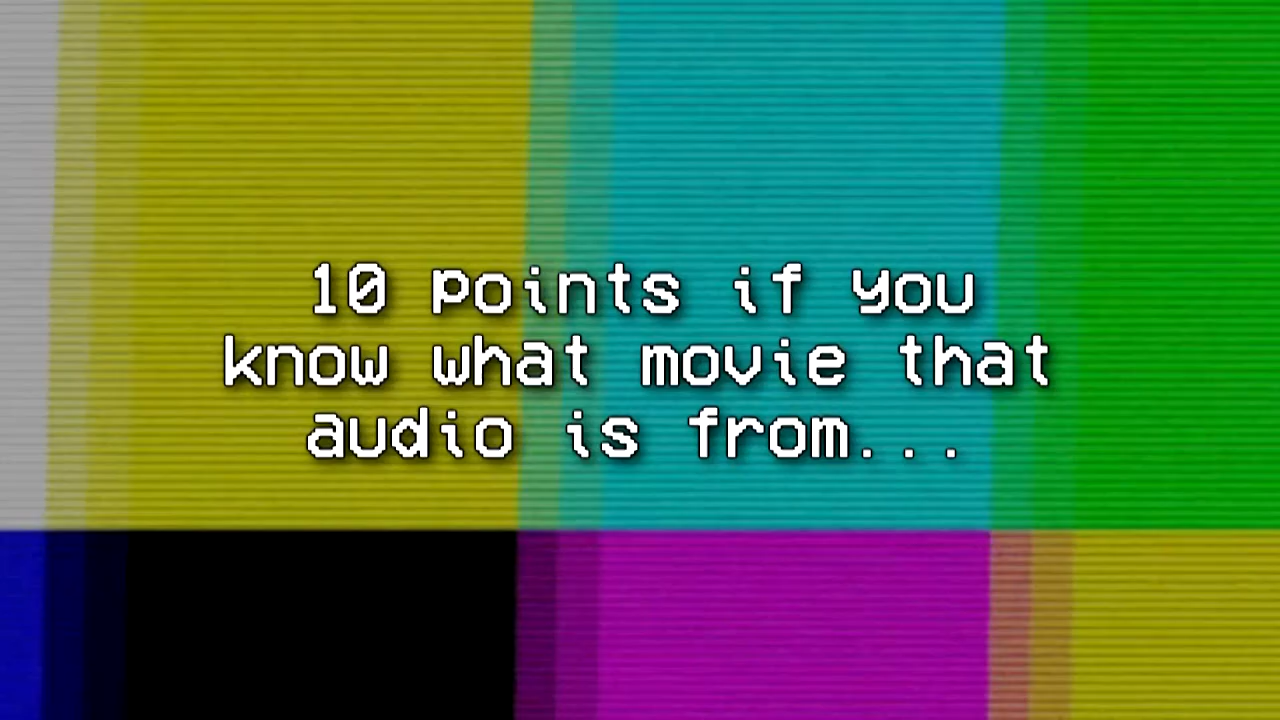 10 points if you
know what movie that
audio is from...